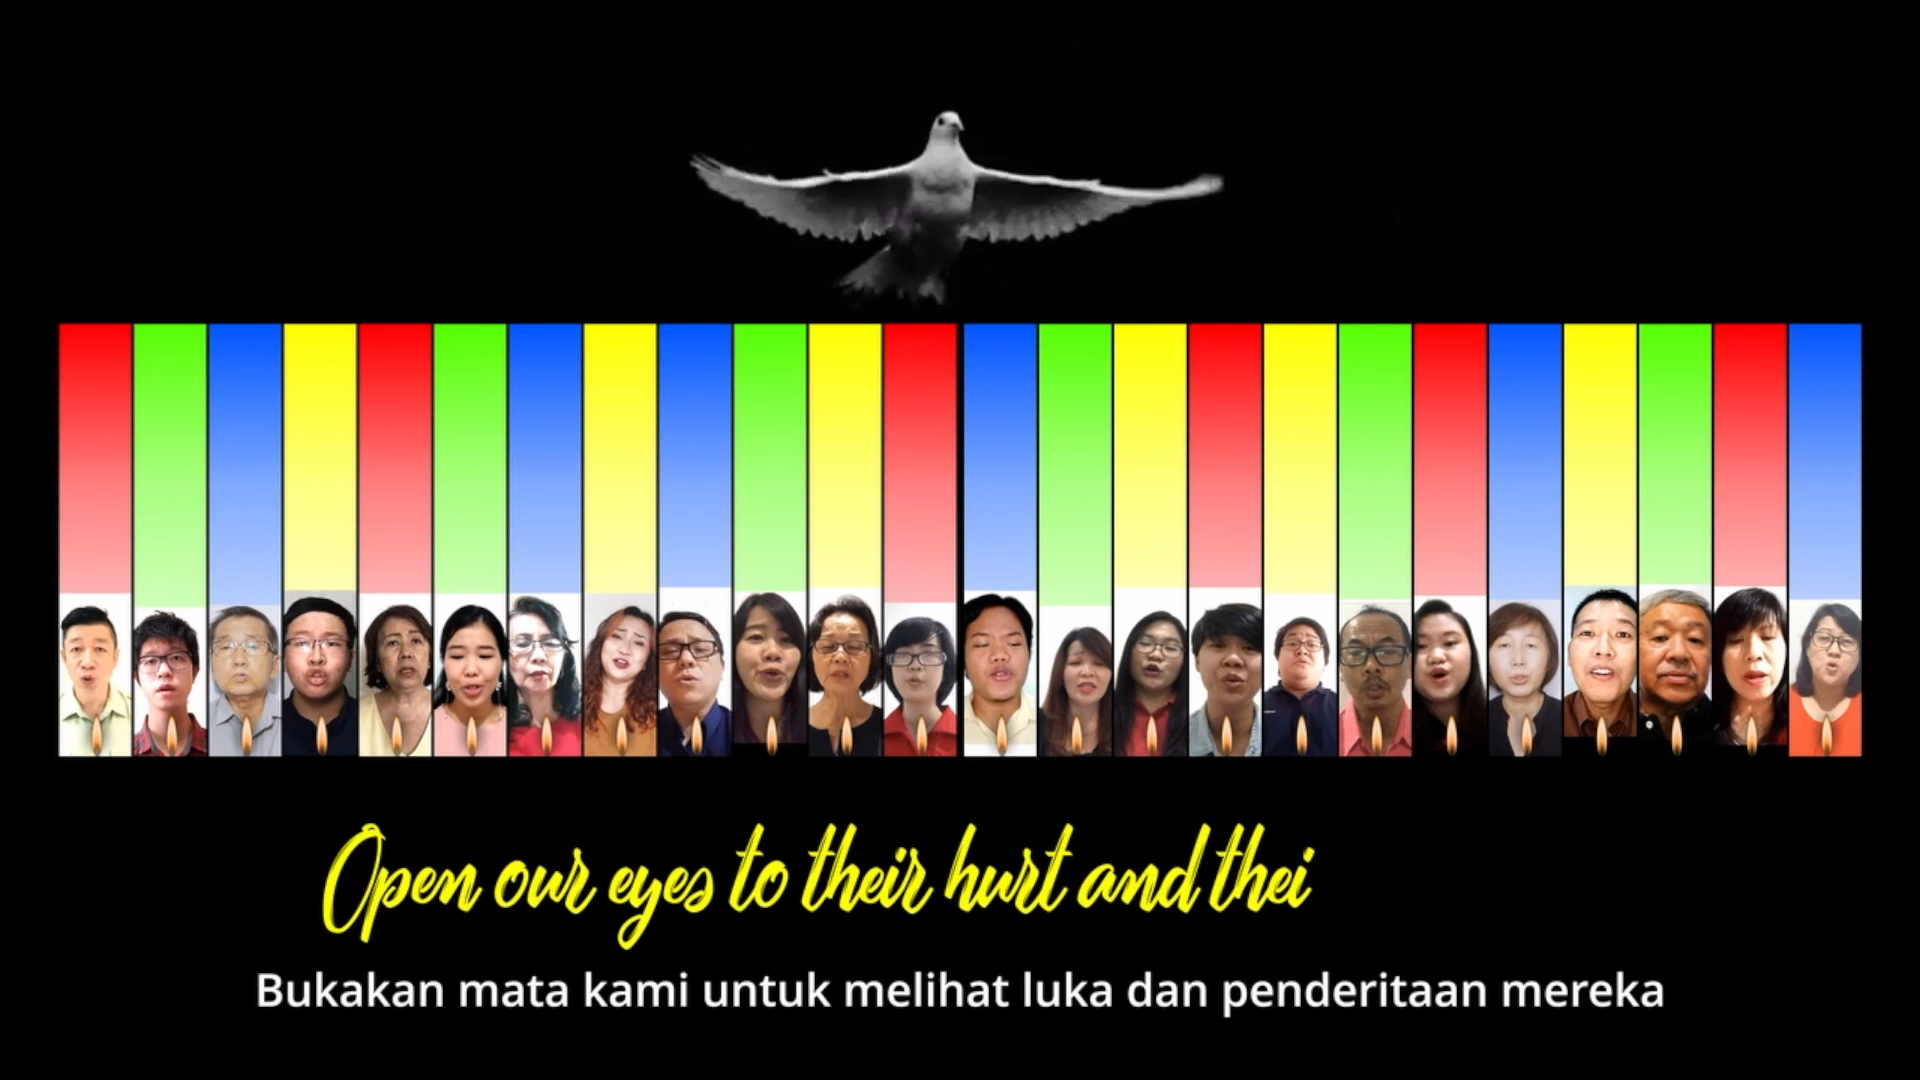 Open our eyes to their hurt and thei
Bukakan mata kami untuk melihat luka dan penderitaan mereka